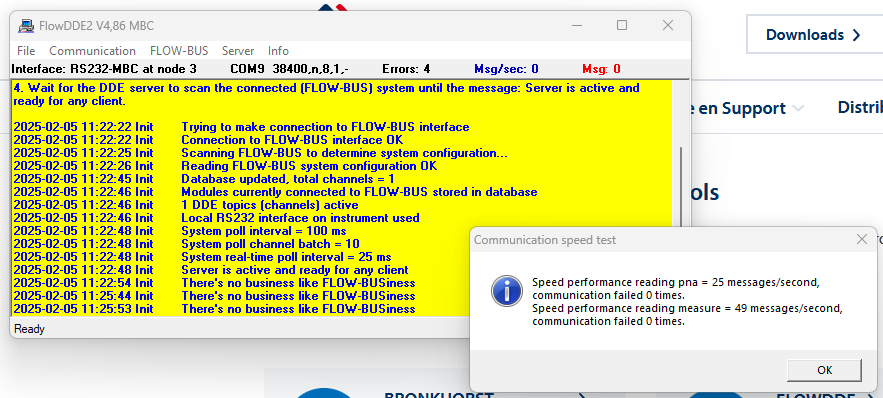 FlowDDE2 V4,86 MBC
Downloads
File Communication FLOW-BUS Server Info
Interface: RS232-MBC at node 3 COM9 38400,n,8,1,- Errors: 4 Msg/sec: 0 Msg: 0
4. Wait for the DDE server to scan the connected (FLOW-BUS) system until the message: Server is active and
ready for any client.
e en Support
Distri
2025-02-05 11:22:22 Init Trying to make connection to FLOW-BUS interface
2025-02-05 11:22:22 Init Connection to FLOW-BUS interface OK
2025-02-05 11:22:25 Init Scanning FLOW-BUS to determine system configuration...
2025-02-05 11:22:26 Init Reading FLOW-BUS system configuration OK
2025-02-05 11:22:45 Init Database updated, total channels = 1
2025-02-05 11:22:46 Init Modules currently connected to FLOW-BUS stored in database
2025-02-05 11:22:46 Init 1 DDE topics (channels) active
2025-02-05 11:22:46 Init Local RS232 interface on instrument used
2025-02-05 11:22:48 Init System poll interval = 100 ms
2025-02-05 11:22:48 Init System poll channel batch = 10
2025-02-05 11:22:48 Init System real-time poll interval = 25 ms
2025-02-05 11:22:48 Init Server is active and ready for any client
2025-02-05 11:22:54 Init There's no business like FLOW-BUSiness
2025-02-05 11:25:44 Init There's no business like FLOW-BUSiness
2025-02-05 11:25:53 Init There's no business like FLOW-BUSiness
Ready
ols
Communication speed test
Speed performance reading pna = 25 messages/second,
communication failed 0 times.
Speed performance reading measure = 49 messages/second,
communication failed 0 times.
OK